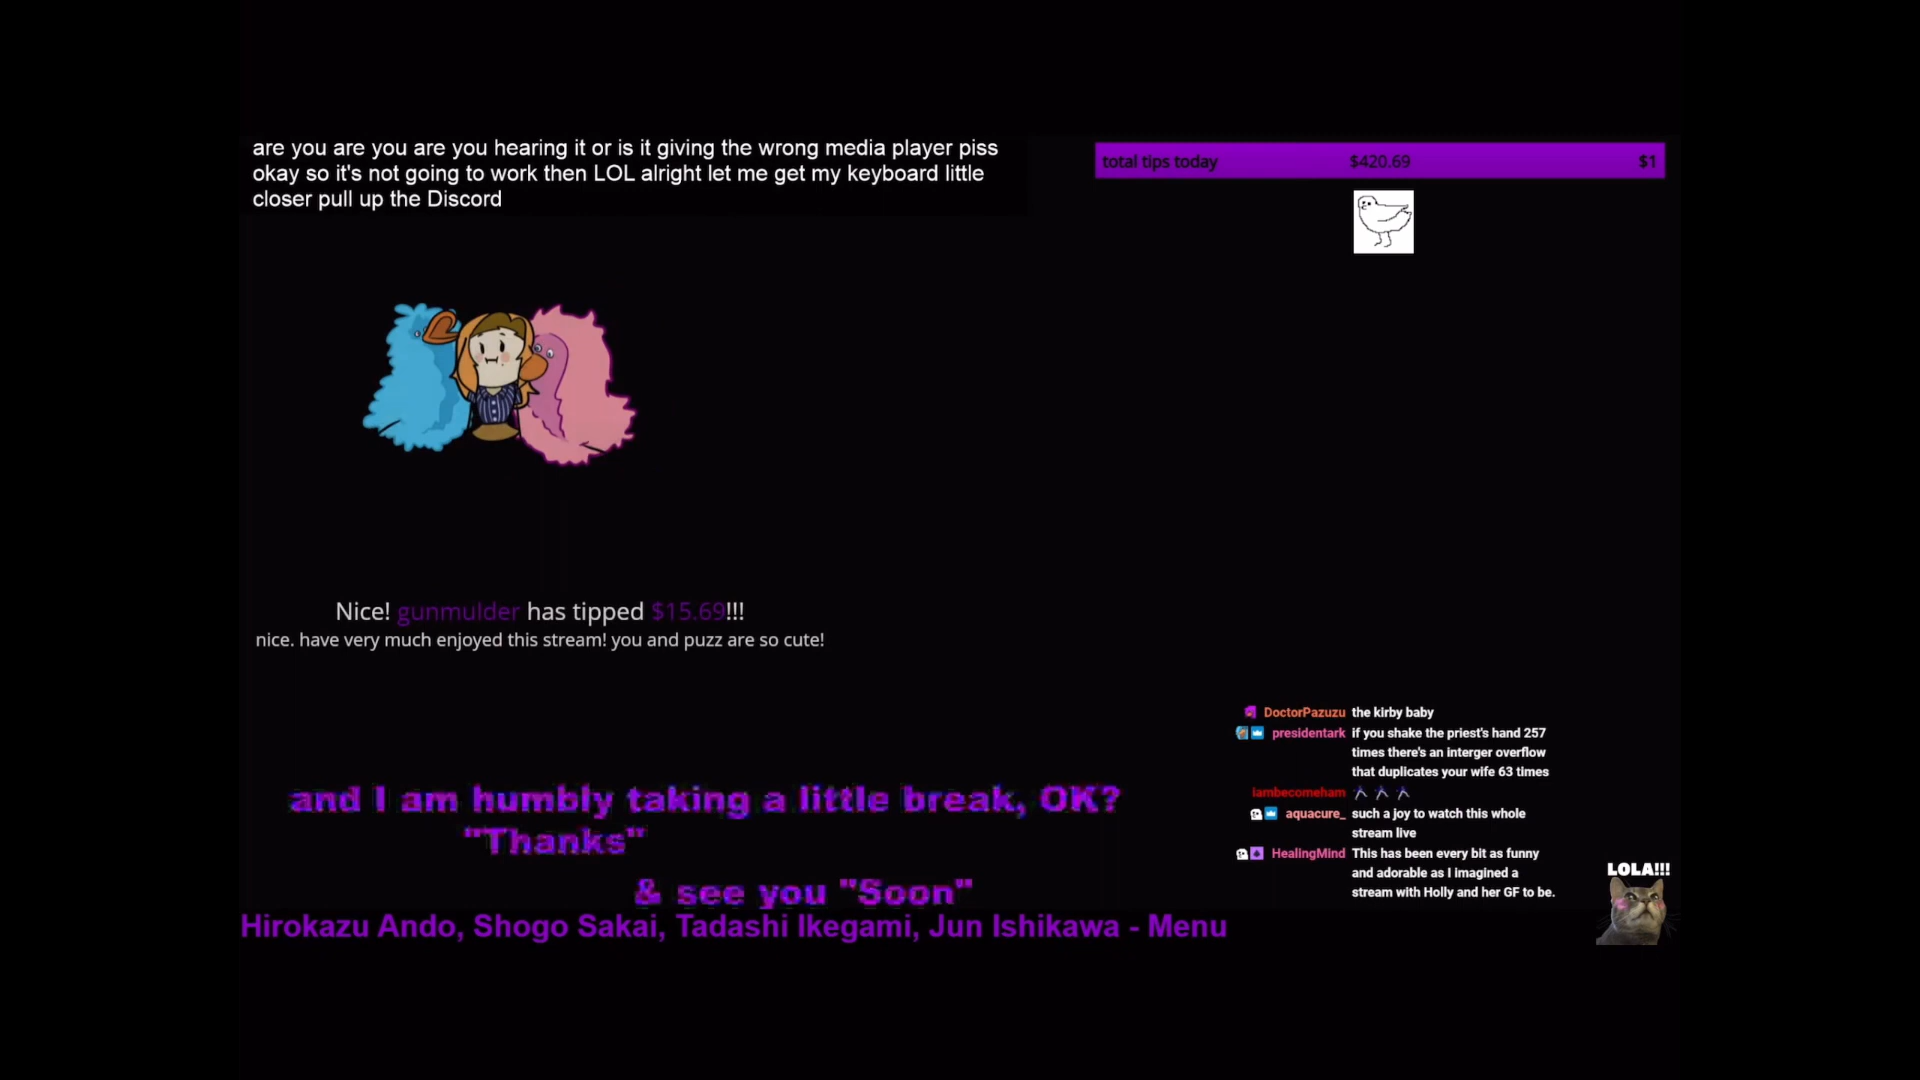 are you are you are you hearing it or is it giving the wrong media player piss
okay so it's not going to work then LOL alright let me get my keyboard little
closer pull up the Discord
total tips today $420.69 $1
Nice! gunmulder has tipped $15.69!!!
nice. have very much enjoyed this stream! you and puzz are so cute!
DoctorPazuzu the kirby baby
presidentark if you shake the priest's hand 257
times there's an interger overflow
that duplicates your wife 63 times
iambecomeham
aquacure_ such a joy to watch this whole
stream live
HealingMind This has been every bit as funny
and adorable as I imagined a
stream with Holly and her GF to be.
LOLA!!!
and I am humbly taking a little break, OK?
"Thanks"
& see you "Soon"
Hirokazu Ando, Shogo Sakai, Tadashi Ikegami, Jun Ishikawa - Menu